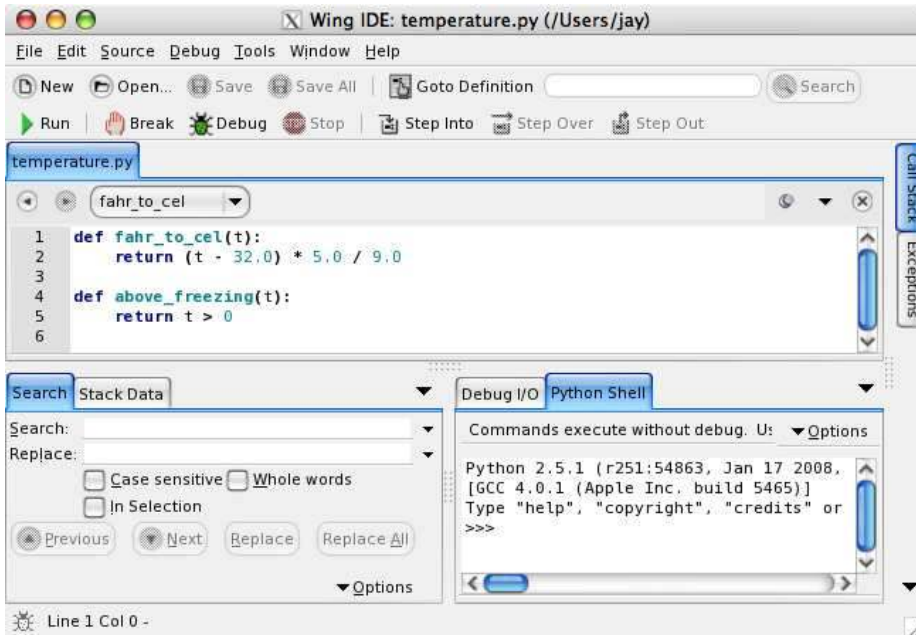 X Wing IDE: temperature.py (/Users/jay)
File Edit Source Debug Tools Window Help
New Open... Save Save All Goto Definition Search
Run Break Debug Stop Step Into Step Over Step Out
temperature.py
fahr_to_cel
1 def fahr_to_cel(t):
2 return (t - 32.0) * 5.0 / 9.0
3
4 def above_freezing(t):
5 return t > 0
6
Call Stack
Exceptions
Search Stack Data
Search:
Replace:
Case sensitive Whole words
In Selection
Previous Next Replace Replace All
Options
Debug I/O Python Shell
Commands execute without debug. Us Options
Python 2.5.1 (r251:54863, Jan 17 2008,
[GCC 4.0.1 (Apple Inc. build 5465)]
Type "help", "copyright", "credits" or
>>>
Line 1 Col 0 -